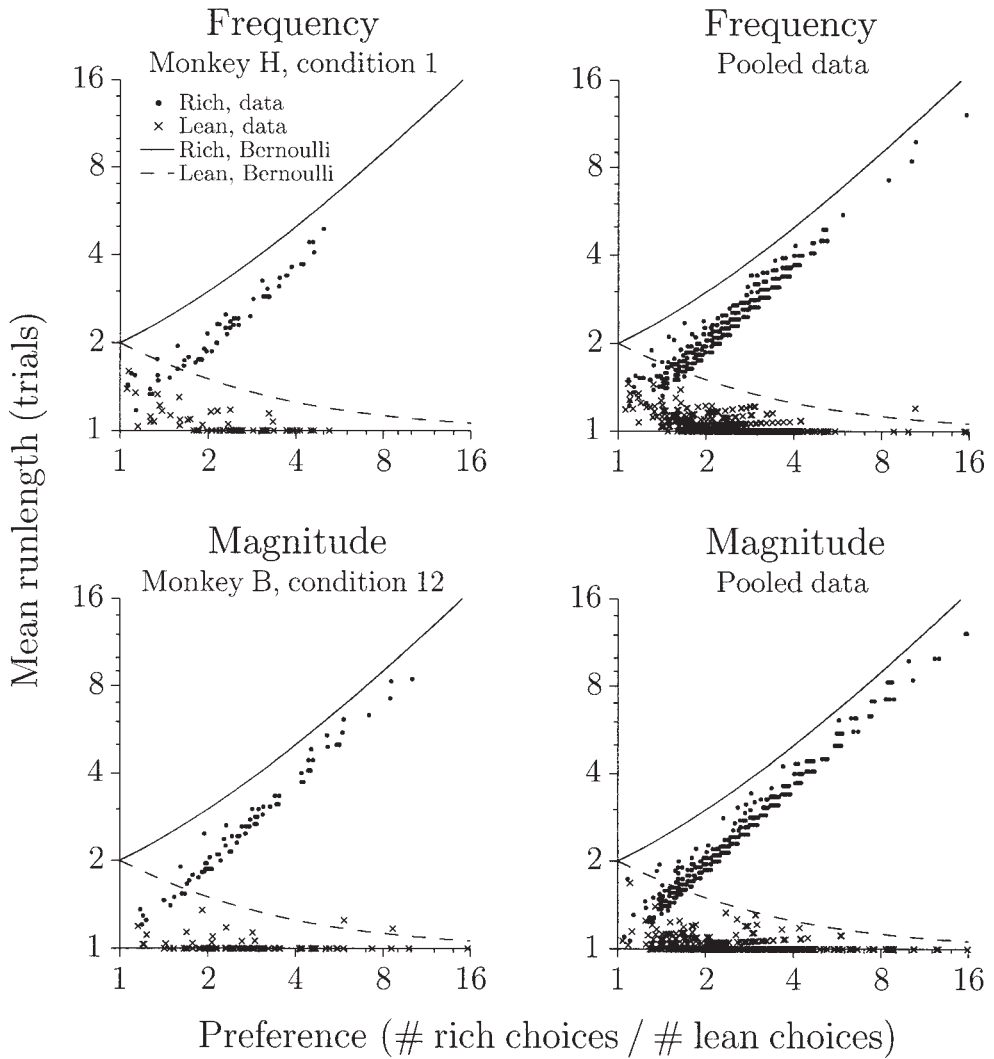 Frequency
Monkey H, condition 1
16
8
4
2
1
1 2 4 8 16
Rich, data
Lean, data
Rich, Bernoulli
Lean, Bernoulli
Frequency
Pooled data
16
8
4
2
1
1 2 4 8 16
Mean runlength (trials)
Magnitude
Monkey B, condition 12
16
8
4
2
1
1 2 4 8 16
Magnitude
Pooled data
16
8
4
2
1
1 2 4 8 16
Preference (# rich choices / # lean choices)